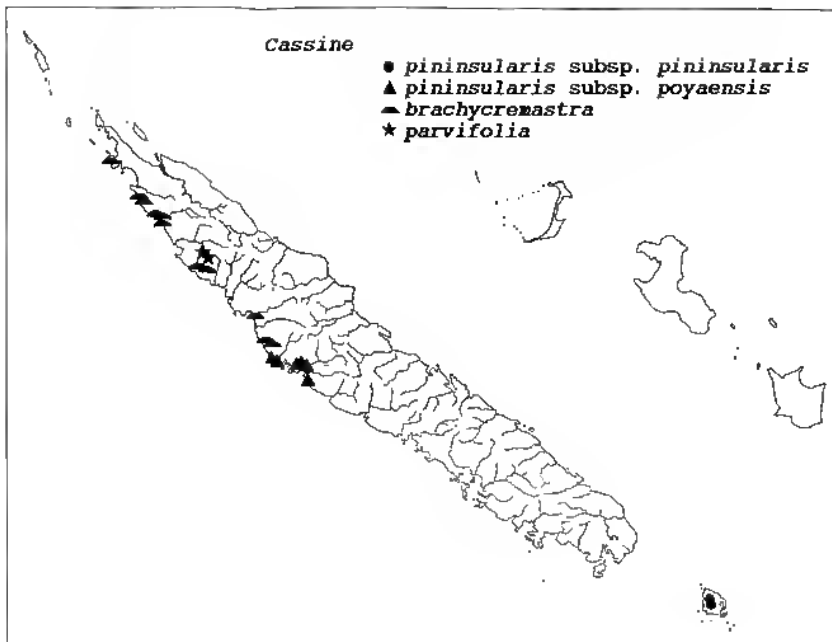 Cassine
pininsularis subsp. pininsularis
pininsularis subsp. poyaensis
brachycremastra
parvifolia